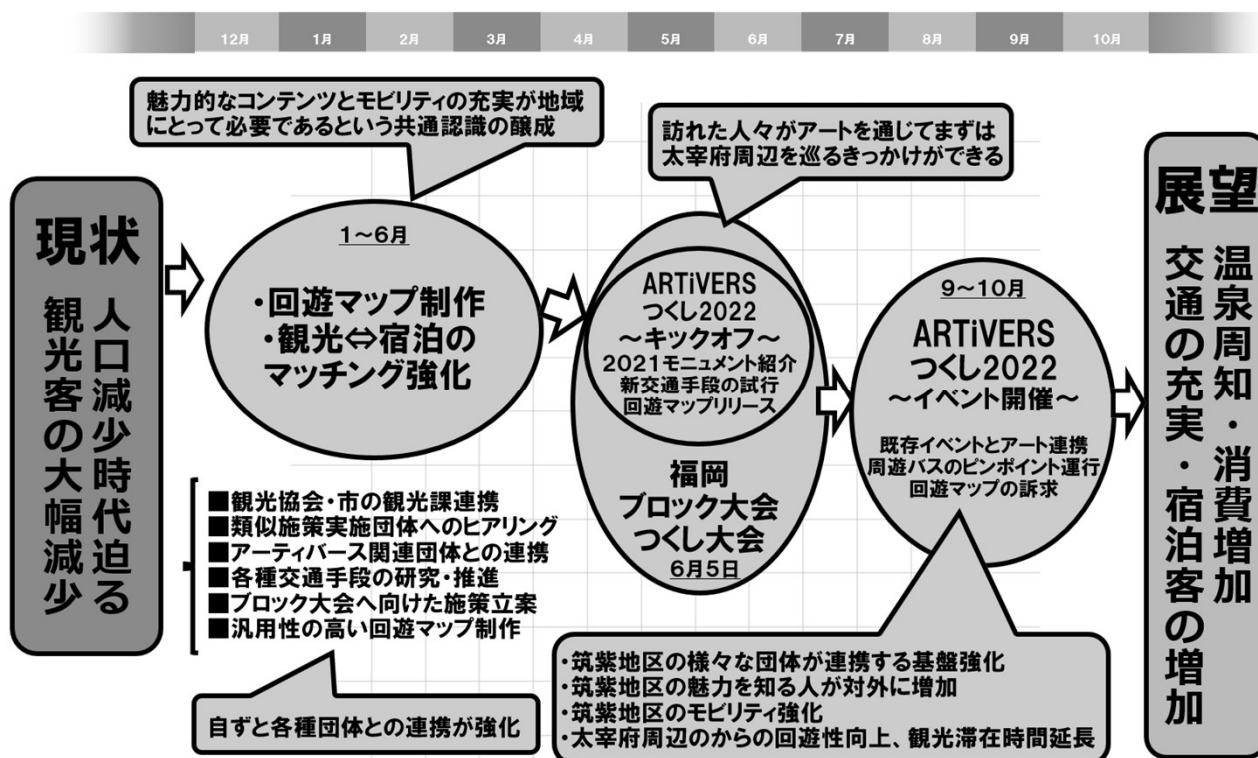 12月 1月 2月 3月 4月 5月 6月 7月 8月 9月 10月
魅力的なコンテンツとモビリティの充実が地域
にとって必要であるという共通認識の醸成
訪れた人々がアートを通じてまずは
太宰府周辺を巡るきっかけができる
現状
人口減少時代迫る
観光客の大幅減少
1〜6月
・回遊マップ制作
・観光⇔宿泊の
マッチング強化
■観光協会・市の観光課連携
■類似施策実施団体へのヒアリング
■アーティバース関連団体との連携
■各種交通手段の研究・推進
■ブロック大会へ向けた施策立案
■汎用性の高い回遊マップ制作
自ずと各種団体との連携が強化
ARTiVERS
つくし2022
〜キックオフ〜
2021モニュメント紹介
新交通手段の試行
回遊マップリリース
福岡
ブロック大会
つくし大会
6月5日
9〜10月
ARTiVERS
つくし2022
〜イベント開催〜
既存イベントとアート連携
周遊バスのピンポイント運行
回遊マップの訴求
・筑紫地区の様々な団体が連携する基盤強化
・筑紫地区の魅力を知る人が対外に増加
・筑紫地区のモビリティ強化
・太宰府周辺のからの回遊性向上、観光滞在時間延長
展望
温泉周知・消費増加
交通の充実・宿泊客の増加